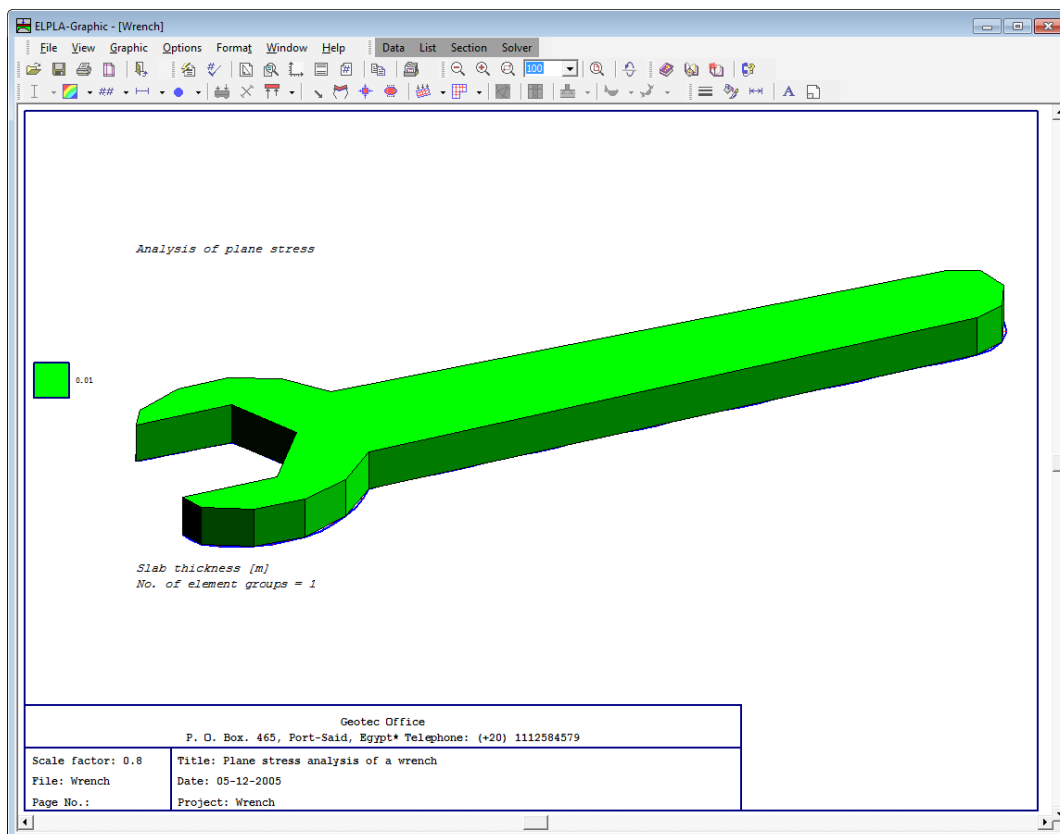 ELPLA-Graphic - [Wrench]
File View Graphic Options Format Window Help Data List Section Solver
100
##
A
Analysis of plane stress
0.01
Slab thickness [m]
No. of element groups = 1
Geotec Office
P. O. Box. 465, Port-Said, Egypt* Telephone: (+20) 1112584579
Scale factor: 0.8
File: Wrench
Page No.:
Title: Plane stress analysis of a wrench
Date: 05-12-2005
Project: Wrench